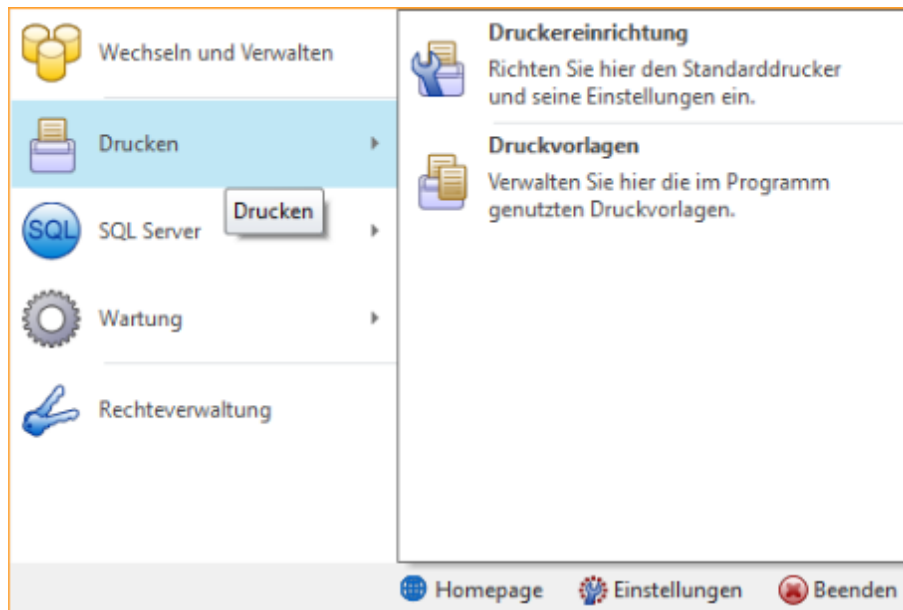 Wechseln und Verwalten
Drucken
Drucken
SQL
SQL Server
Wartung
Rechteverwaltung
Druckereinrichtung
Richten Sie hier den Standarddrucker
und seine Einstellungen ein.
Druckvorlagen
Verwalten Sie hier die im Programm
genutzten Druckvorlagen.
Homepage
Einstellungen
Beenden